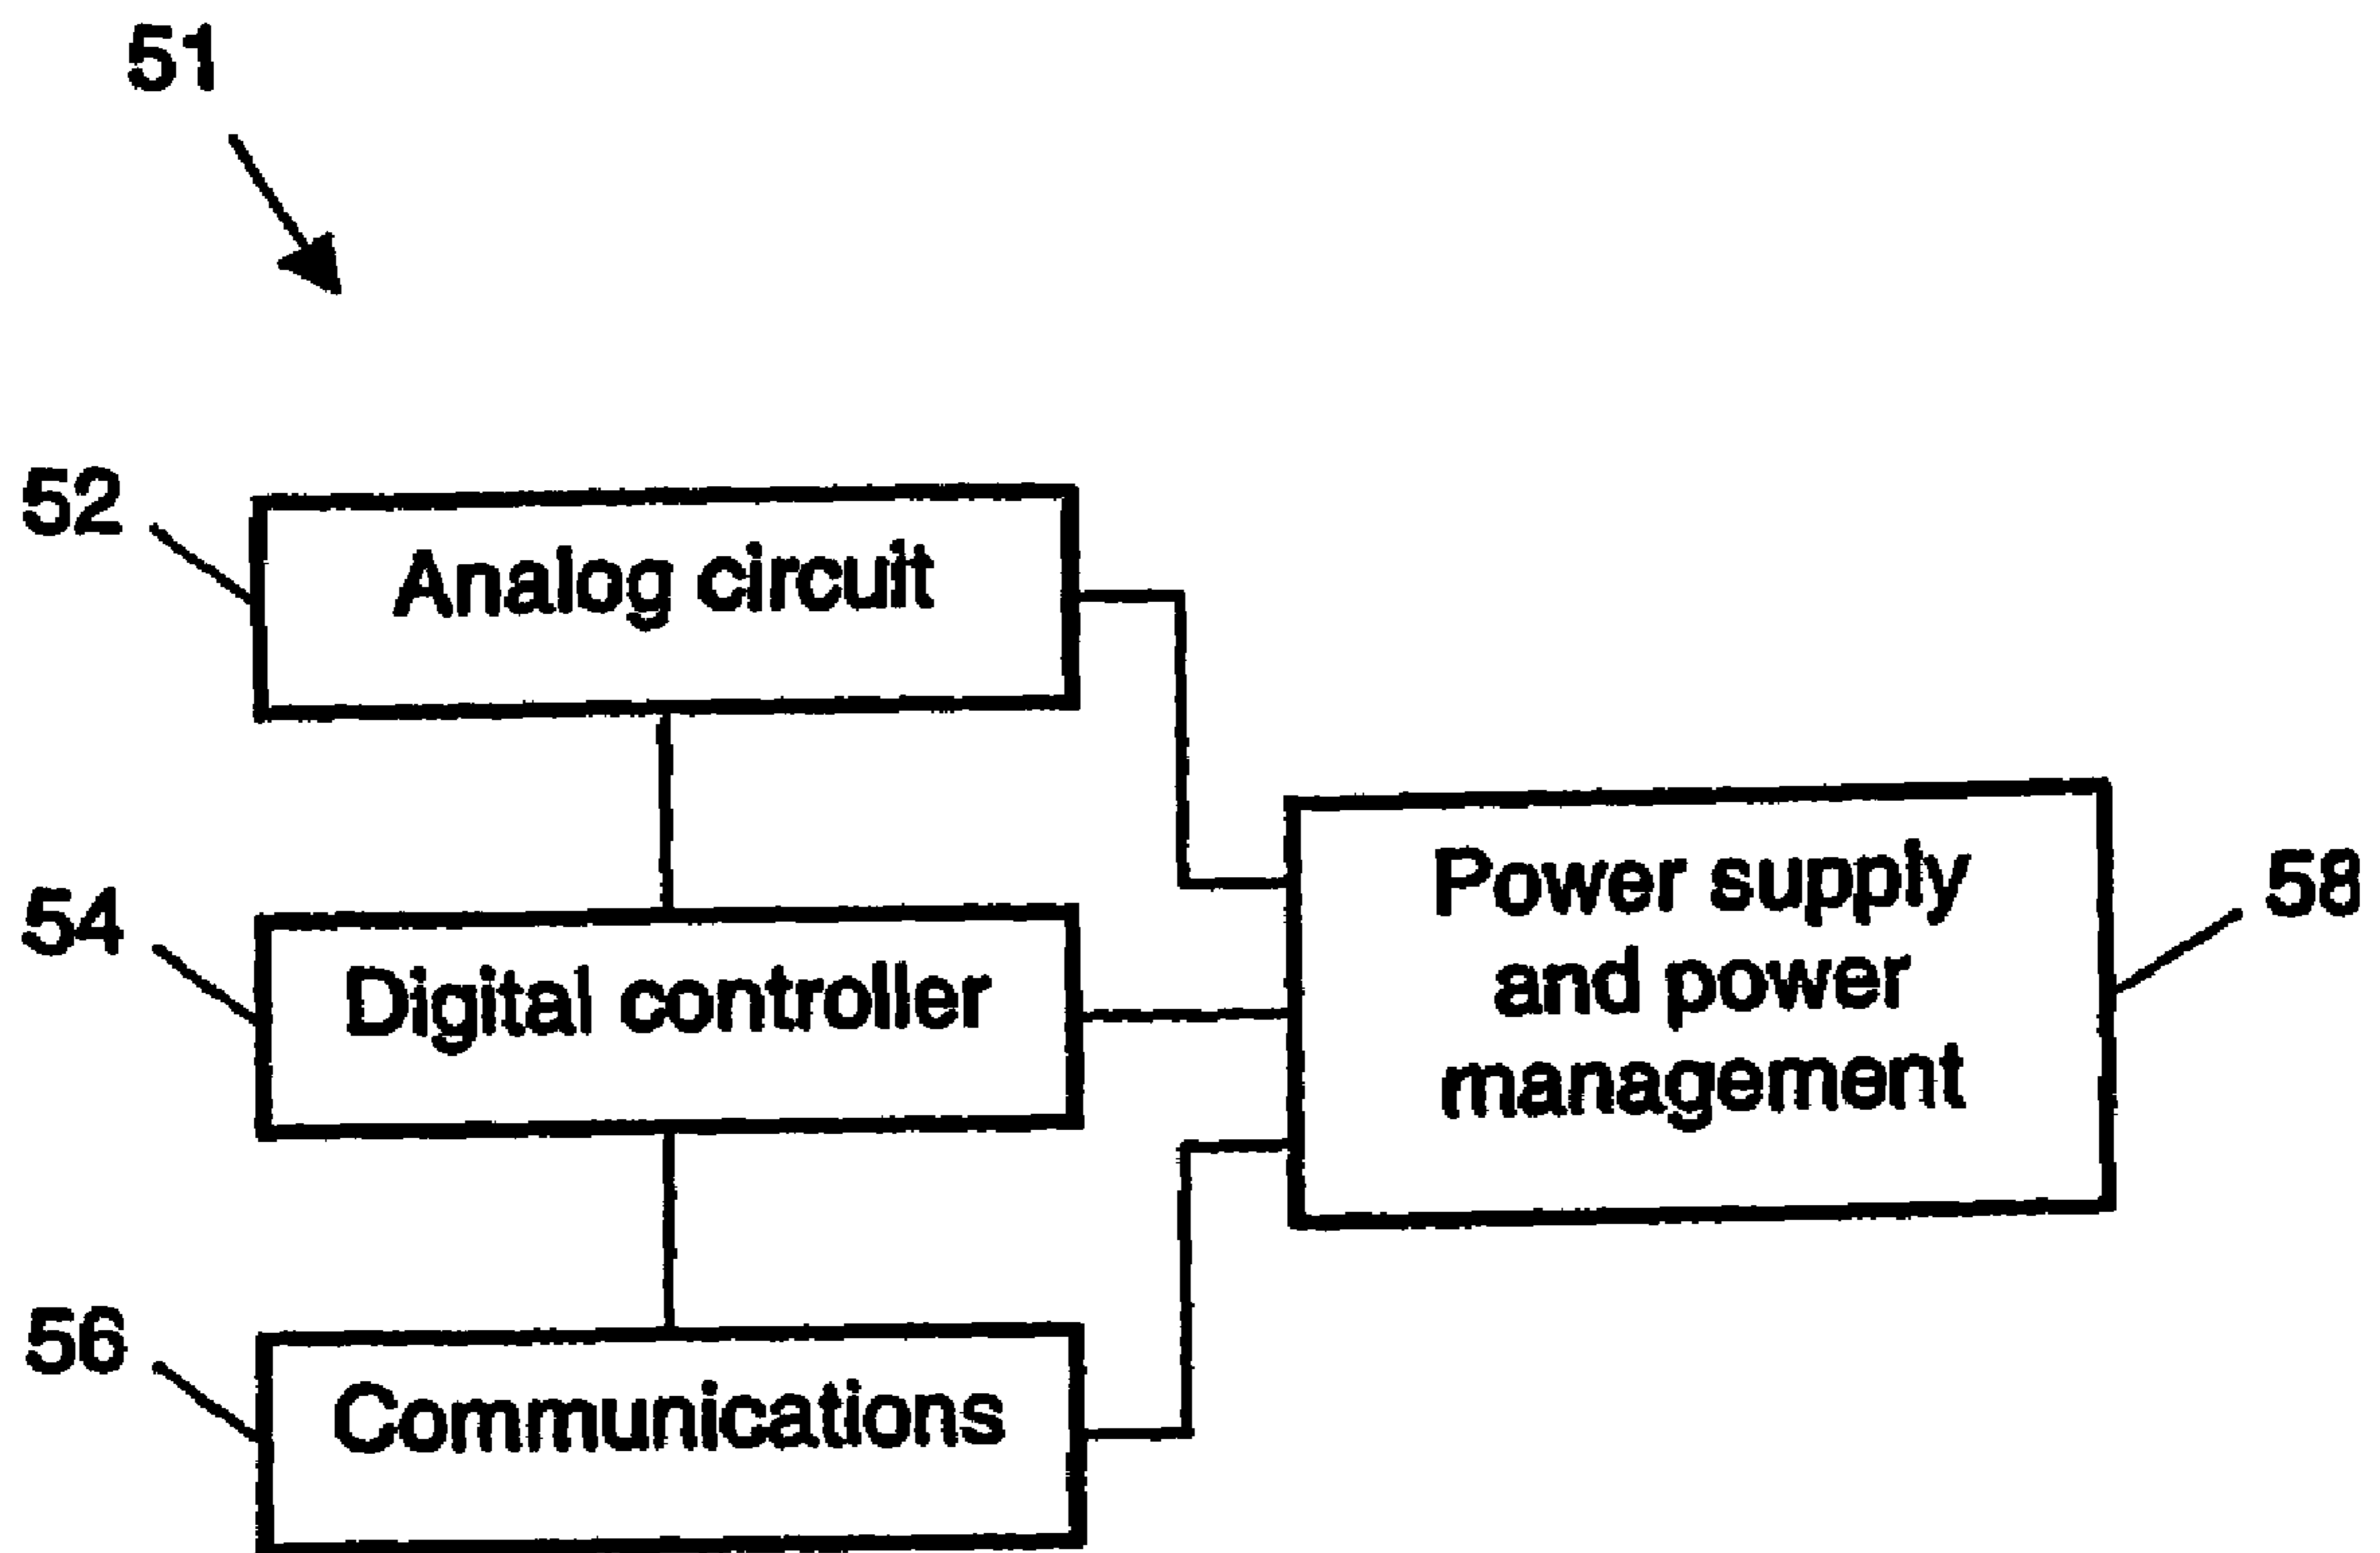 51
52
Analog circuit
54
Digital controller
Power supply
and power
management
58
56
Communications